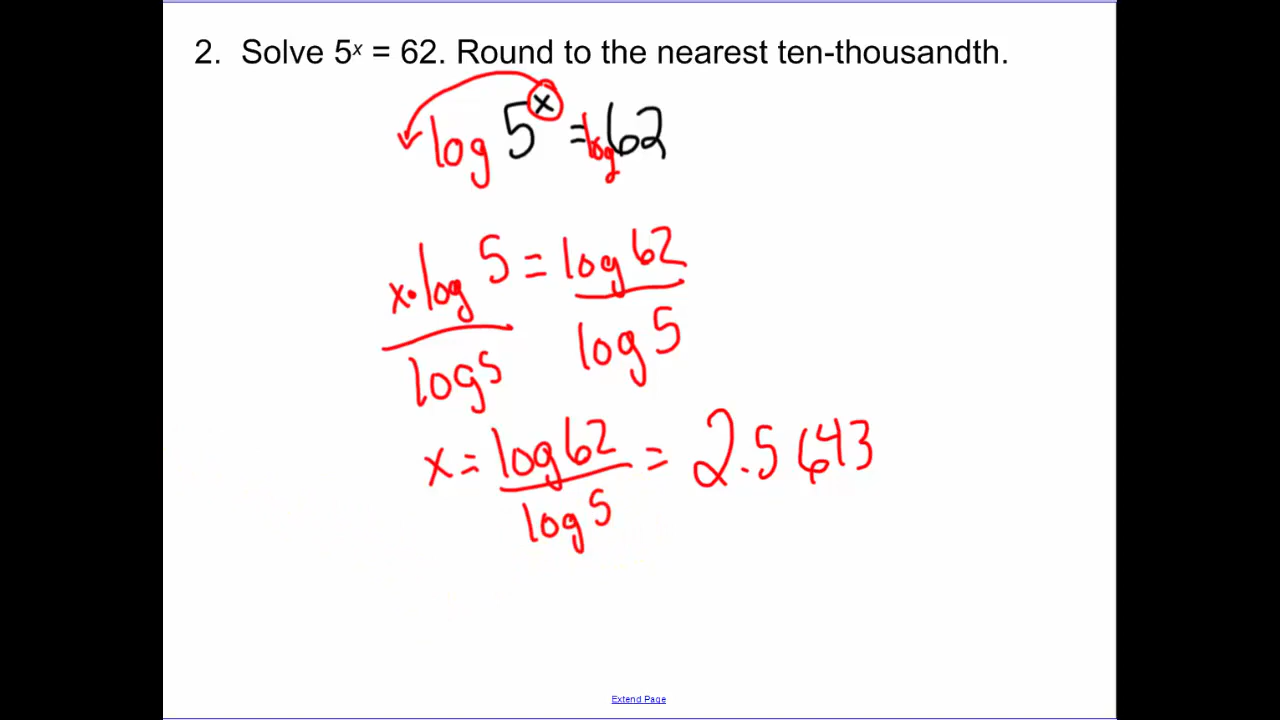 2. Solve 5ˣ = 62. Round to the nearest ten-thousandth.
log 5ˣ = log 62
x·log 5 = log 62
log 5 log 5
x = log 62 = 2.5643
log 5
Extend Page